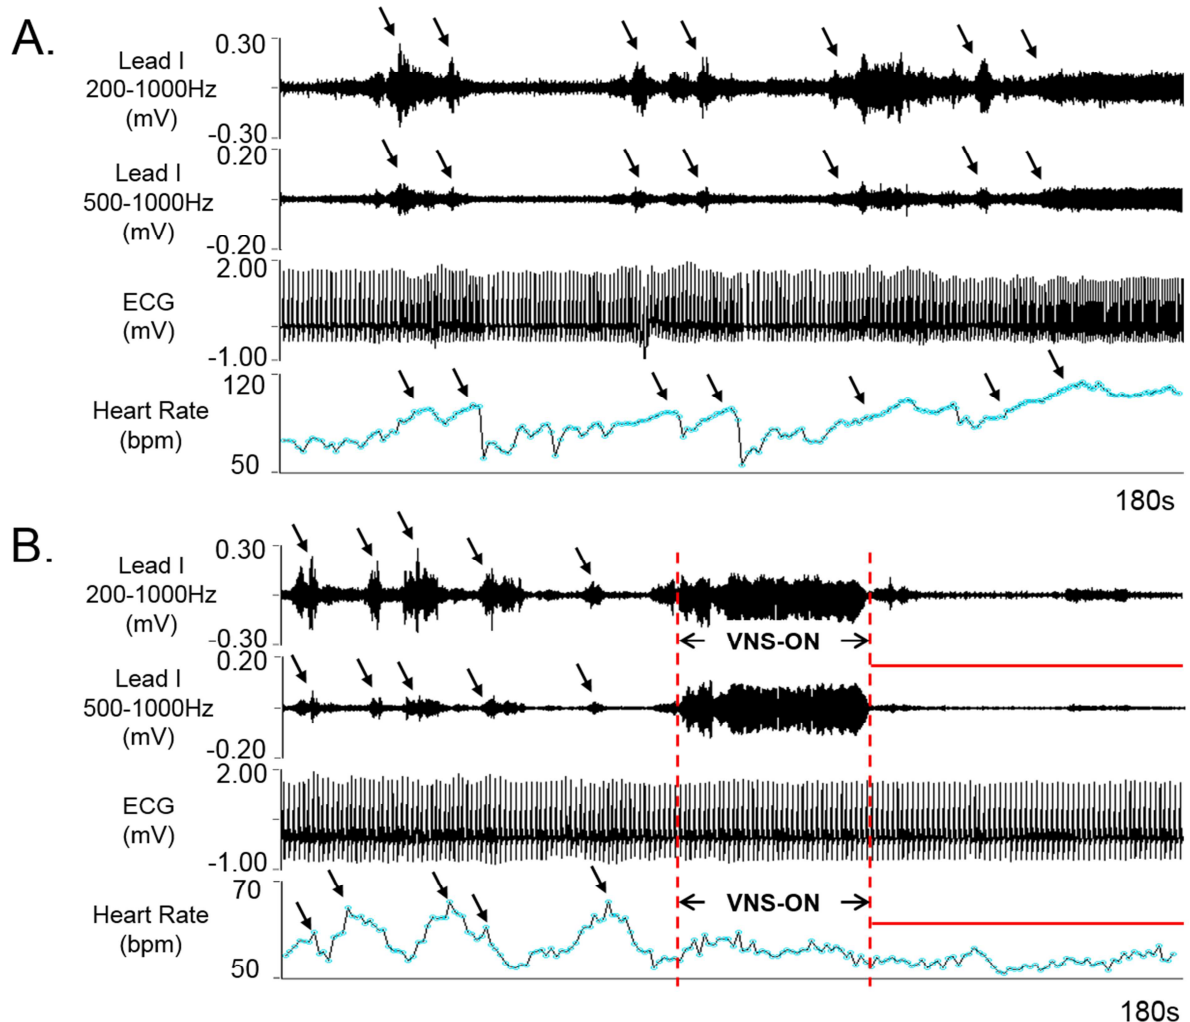 A.
Lead I
200-1000Hz
(mV)
0.30
-0.30
Lead I
500-1000Hz
(mV)
0.20
-0.20
ECG
(mV)
2.00
-1.00
Heart Rate
(bpm)
120
50
180s
B.
Lead I
200-1000Hz
(mV)
0.30
-0.30
VNS-ON
Lead I
500-1000Hz
(mV)
0.20
-0.20
ECG
(mV)
2.00
-1.00
Heart Rate
(bpm)
70
50
VNS-ON
180s